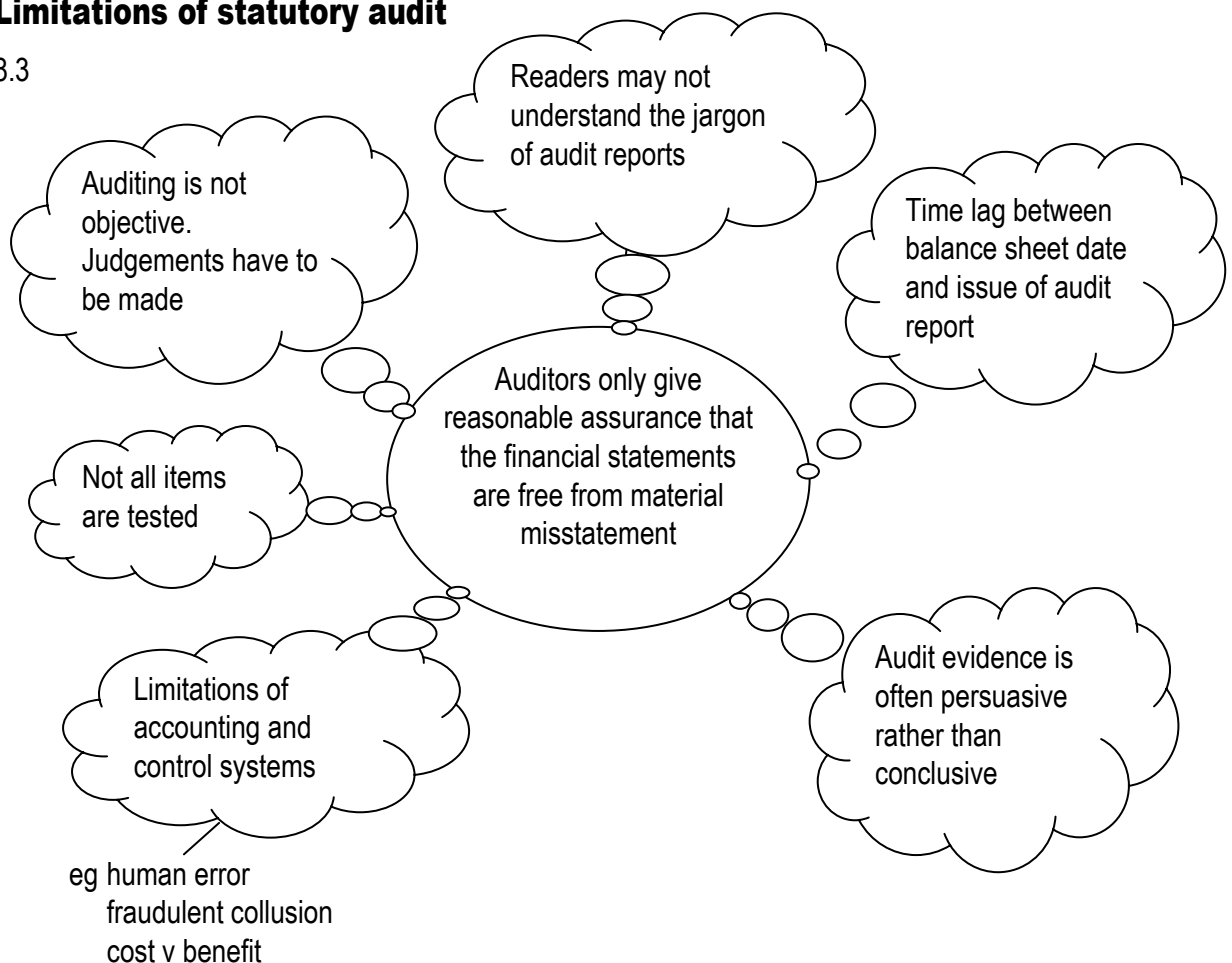 Limitations of statutory audit
3.3
Readers may not
understand the jargon
of audit reports
Auditing is not
objective.
Judgements have to
be made
Time lag between
balance sheet date
and issue of audit
report
Auditors only give
reasonable assurance that
the financial statements
are free from material
misstatement
Not all items
are tested
Limitations of
accounting and
control systems
Audit evidence is
often persuasive
rather than
conclusive
eg human error
fraudulent collusion
cost v benefit